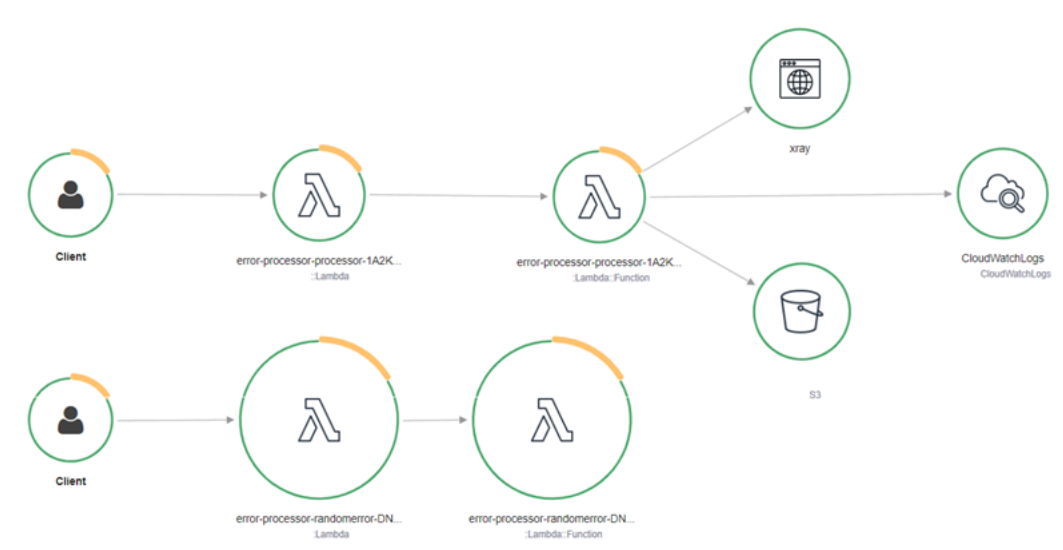 xray
Client
error-processor-processor-1A2K...
::Lambda
error-processor-processor-1A2K...
:Lambda::Function
CloudWatchLogs
CloudWatchLogs
S3
Client
error-processor-randomerror-DN...
:Lambda
error-processor-randomerror-DN...
:Lambda::Function